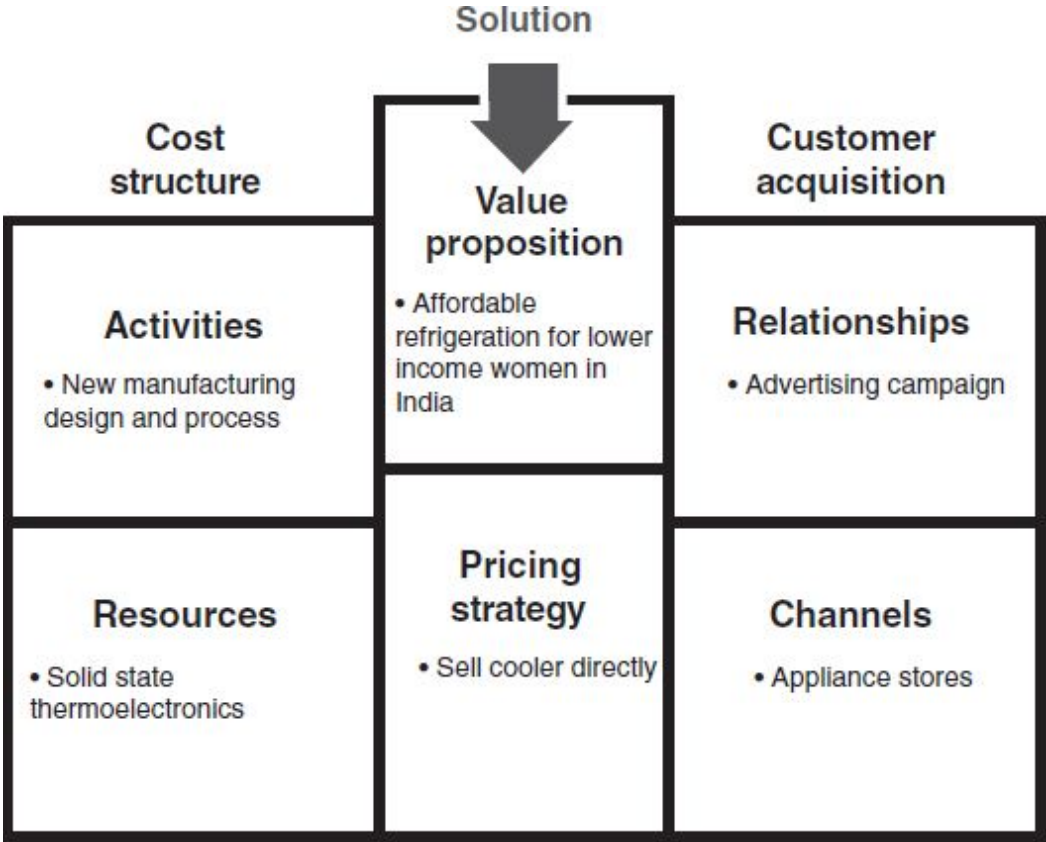 Solution
Cost
structure
Activities
• New manufacturing
design and process
Resources
• Solid state
thermoelectronics
Value
proposition
• Affordable
refrigeration for lower
income women in
India
Pricing
strategy
• Sell cooler directly
Customer
acquisition
Relationships
• Advertising campaign
Channels
• Appliance stores